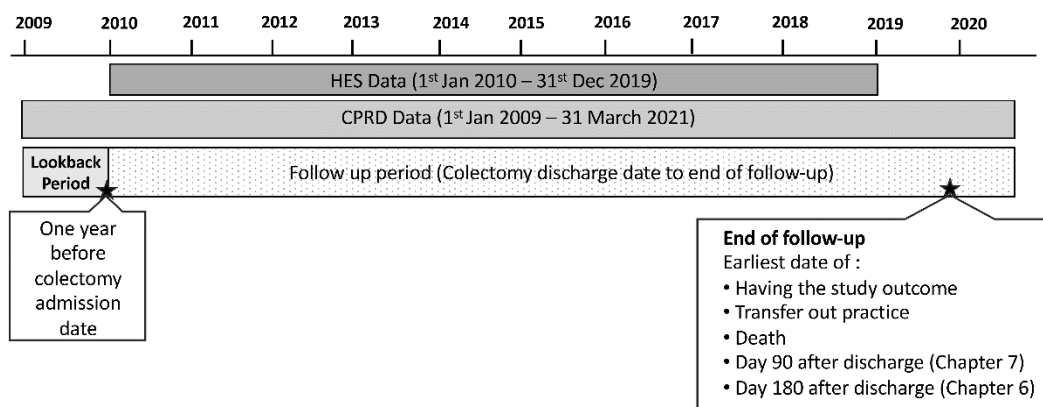 2009 2010 2011 2012 2013 2014 2015 2016 2017 2018 2019 2020
HES Data (1st Jan 2010 – 31st Dec 2019)
CPRD Data (1st Jan 2009 – 31 March 2021)
Lookback
Period
Follow up period (Colectomy discharge date to end of follow-up)
One year
before
colectomy
admission
date
End of follow-up
Earliest date of :
• Having the study outcome
• Transfer out practice
• Death
• Day 90 after discharge (Chapter 7)
• Day 180 after discharge (Chapter 6)